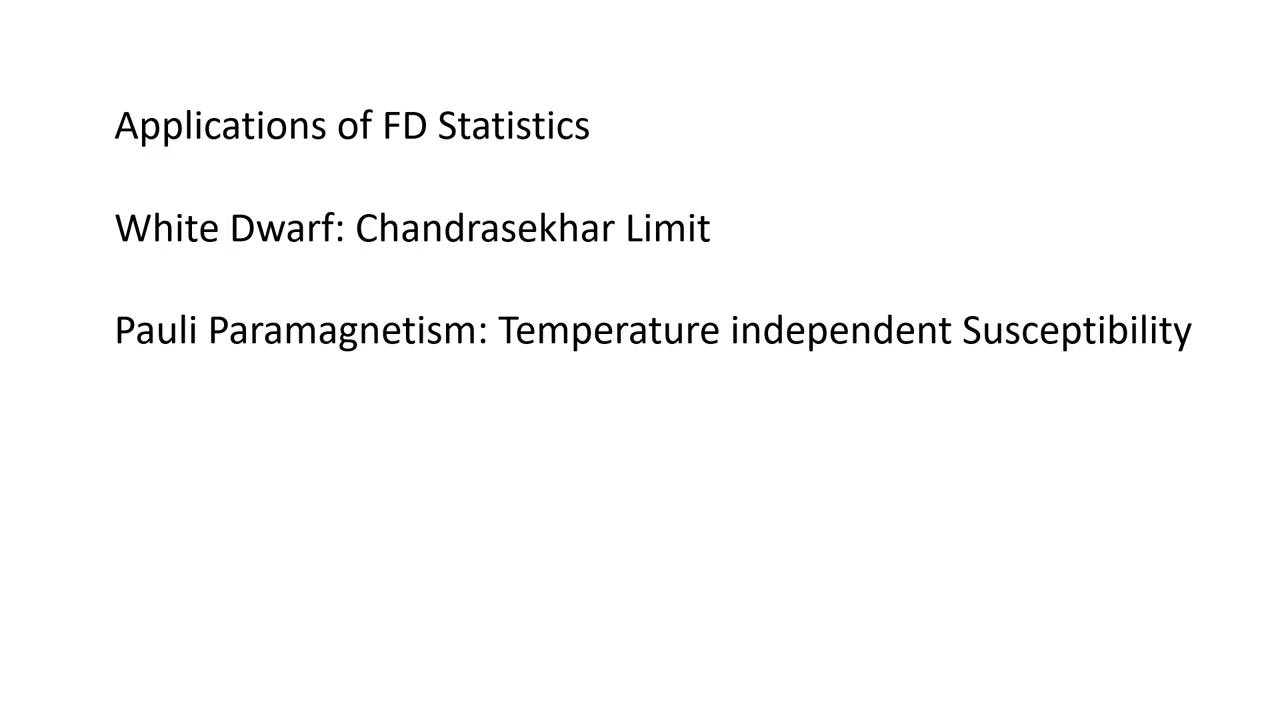 Applications of FD Statistics
White Dwarf: Chandrasekhar Limit
Pauli Paramagnetism: Temperature independent Susceptibility